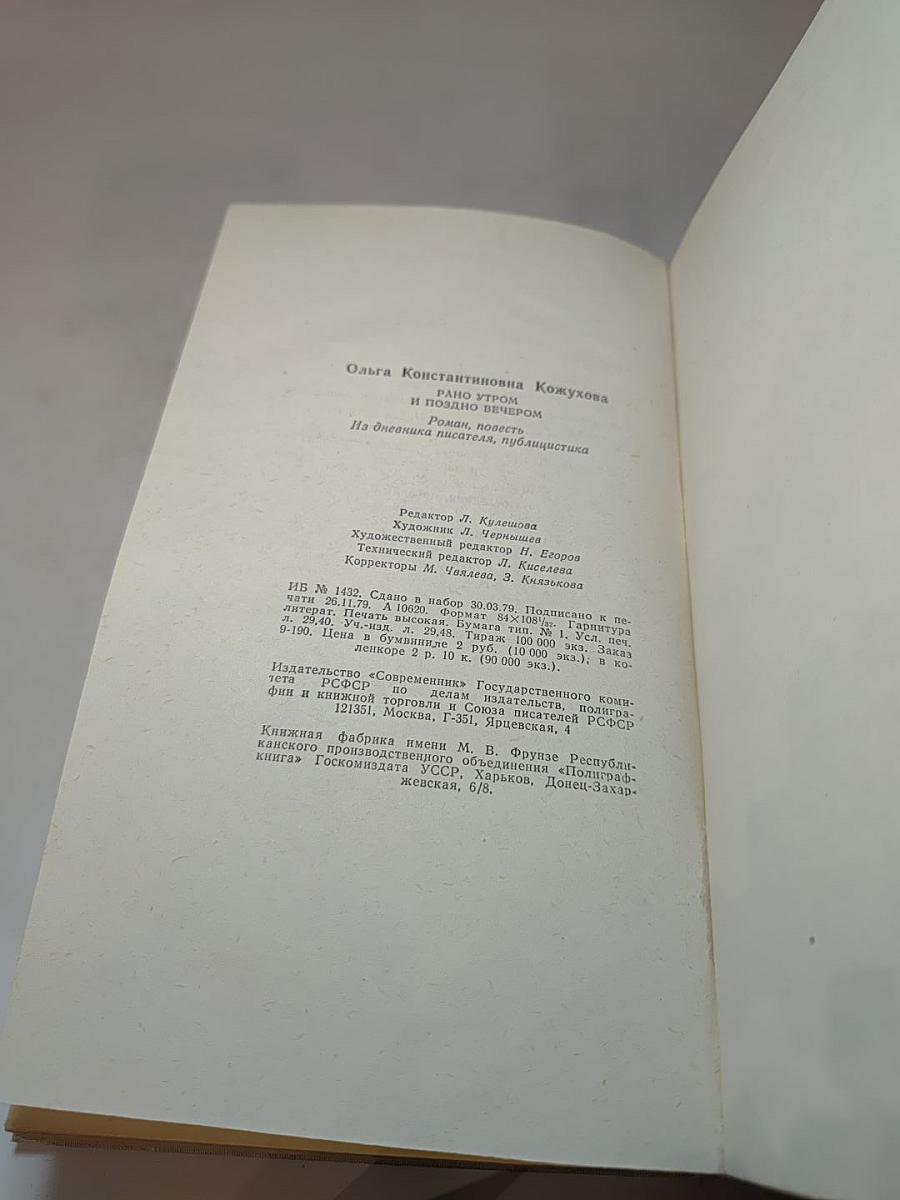 Ольга Константиновна Кожухова
РАНО УТРОМ
И ПОЗДНО ВЕЧЕРОМ
Роман, повесть
Из дневника писателя, публицистика
Редактор Л. Кулешова
Художник Л. Чернышев
Художественный редактор Н. Егоров
Технический редактор Л. Киселева
Корректоры М. Чвялева, З. Князькова
ИБ № 1432. Сдано в набор 30.03.79. Подписано к пе-
чати 26.11.79. А 10620. Формат 84×108¹/₃₂. Гарнитура
литерат. Печать высокая. Бумага тип. № 1. Усл. печ.
л. 29,40. Уч.-изд. л. 29,48. Тираж 100 000 экз. Заказ
9-190. Цена в бумвиниле 2 руб. (10 000 экз.); в ко-
ленкоре 2 р. 10 к. (90 000 экз.).
Издательство «Современник» Государственного коми-
тета РСФСР по делам издательств, полигра-
фии и книжной торговли и Союза писателей РСФСР
121351, Москва, Г-351, Ярцевская, 4
Книжная фабрика имени М. В. Фрунзе Республи-
канского производственного объединения «Полиграф-
книга» Госкомиздата УССР, Харьков, Донец-Захар-
жевская, 6/8.